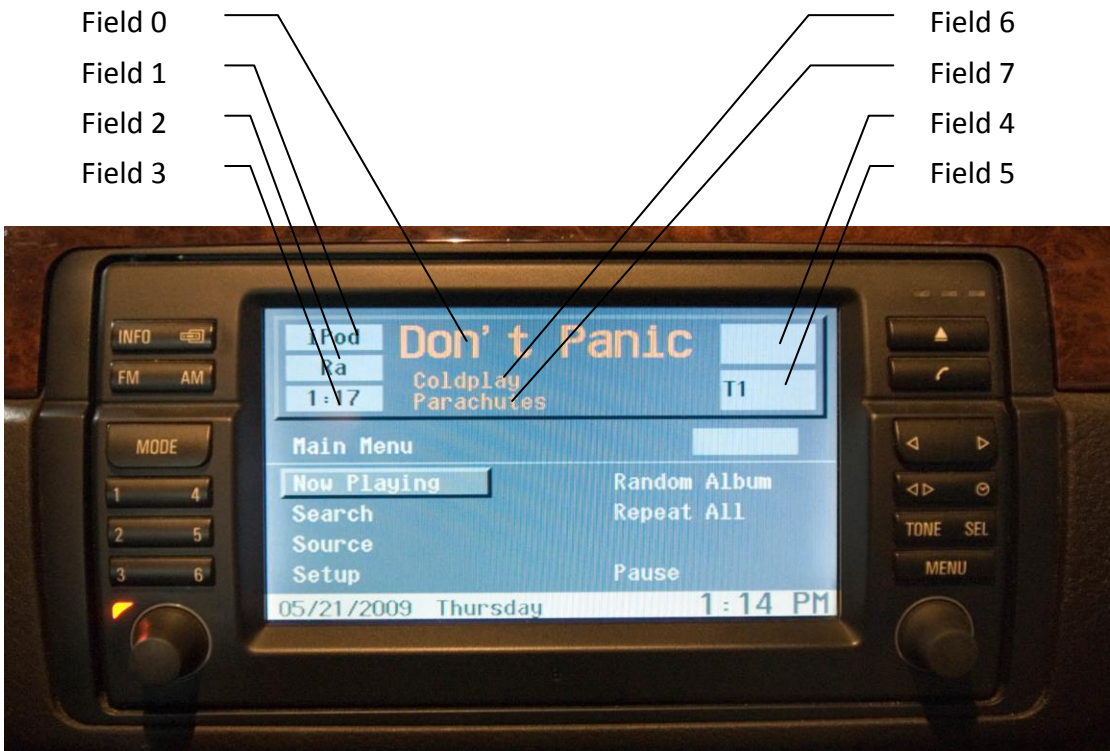 Field 0
Field 1
Field 2
Field 3
Field 6
Field 7
Field 4
Field 5
INFO
FM AM
MODE
1 4
2 5
3 6
iPod
Ra
1:17
Don't Panic
Coldplay
Parachutes
T1
Main Menu
Now Playing
Random Album
Search
Repeat All
Source
Setup
Pause
05/21/2009 Thursday 1:14 PM
TONE SEL
MENU